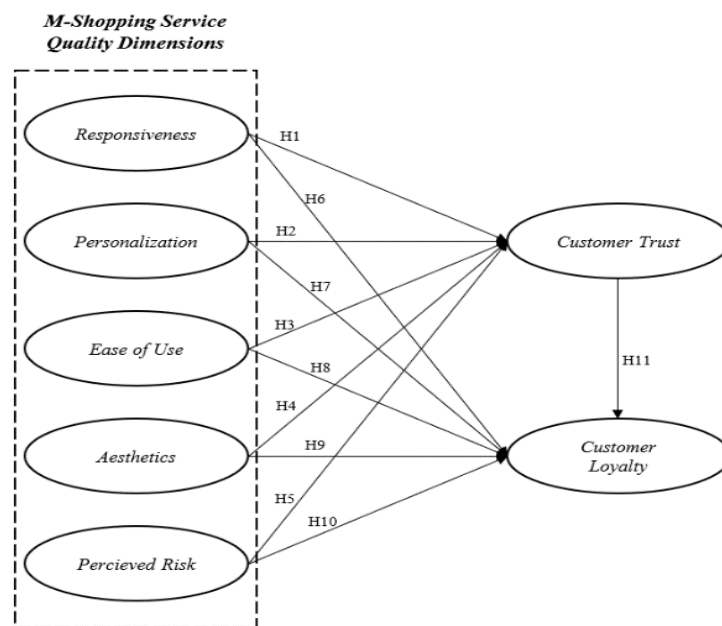 M-Shopping Service
Quality Dimensions
Responsiveness
H1
H6
Personalization
H2
Customer Trust
H7
H3
Ease of Use
H8
H11
H4
Aesthetics
H9
Customer
Loyalty
H5
H10
Percieved Risk